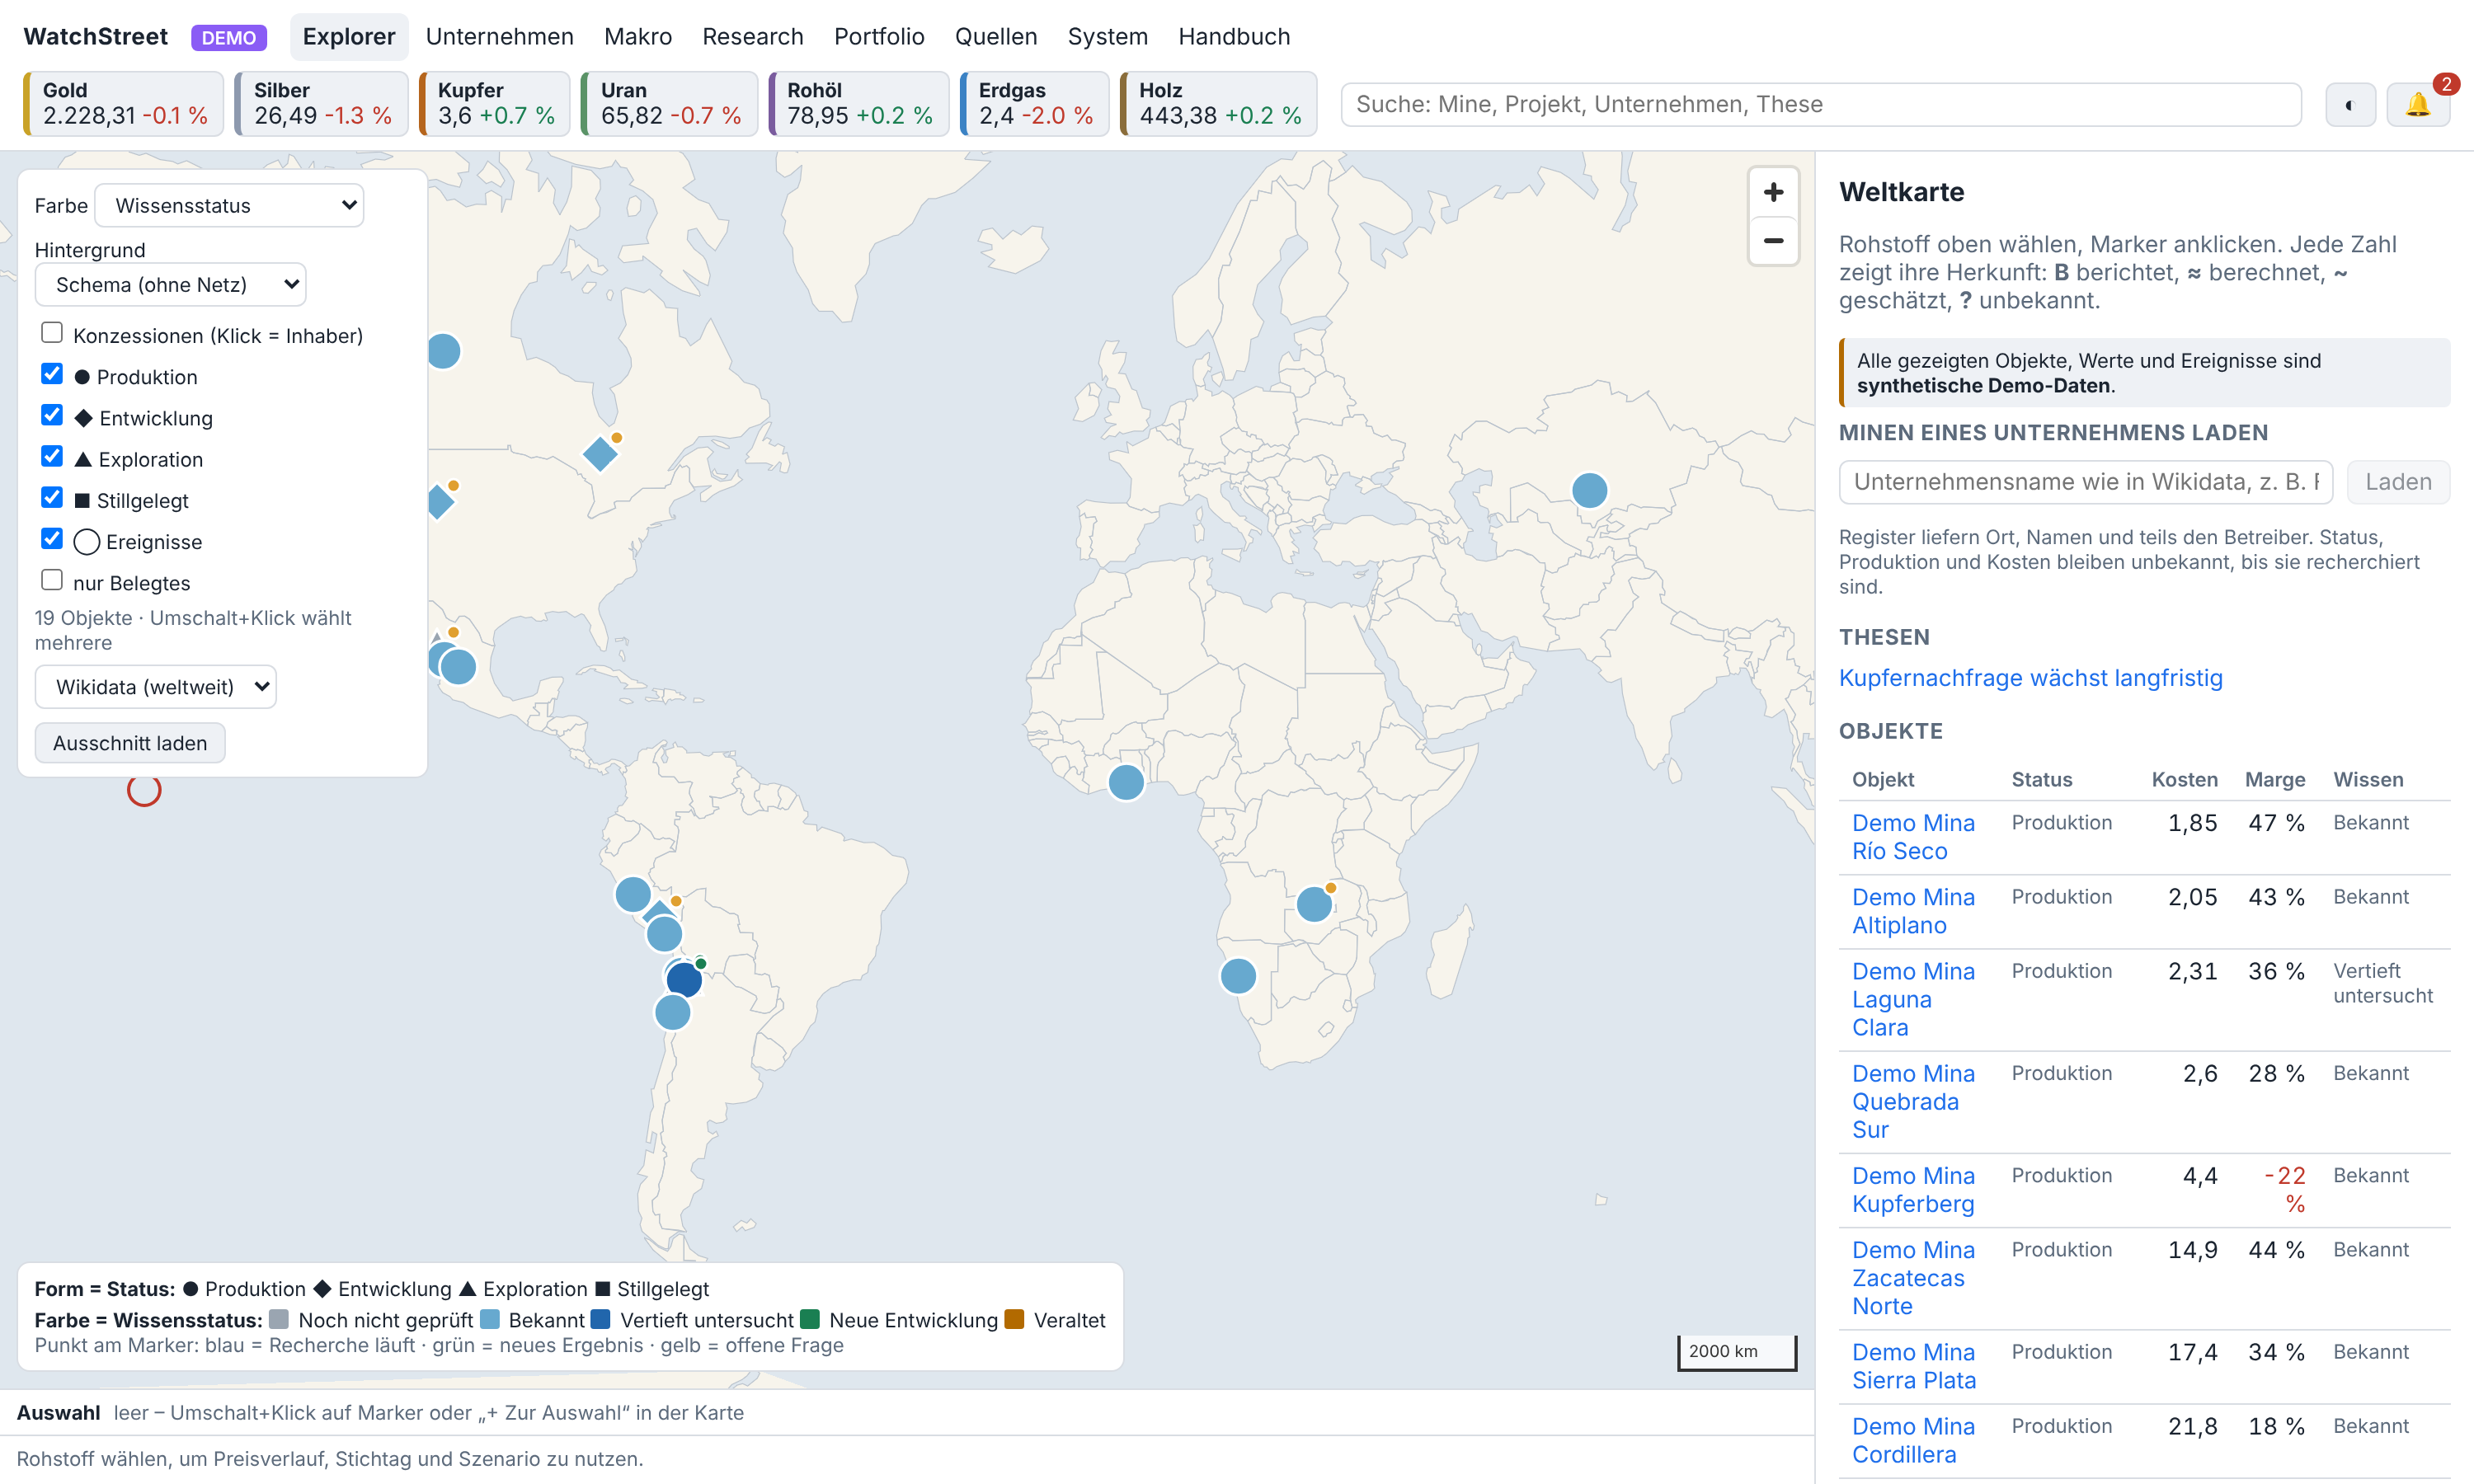 WatchStreet DEMO Explorer Unternehmen Makro Research Portfolio Quellen System Handbuch
Gold Silber Kupfer Uran Rohöl Erdgas Holz
2.228,31 -0.1 % 26,49 -1.3 % 3,6 +0.7 % 65,82 -0.7 % 78,95 +0.2 % 2,4 -2.0 % 443,38 +0.2 %
Suche: Mine, Projekt, Unternehmen, These
2
Farbe Wissensstatus
Hintergrund
Schema (ohne Netz)
Konzessionen (Klick = Inhaber)
Produktion
Entwicklung
Exploration
Stillgelegt
Ereignisse
nur Belegtes
19 Objekte · Umschalt+Klick wählt
mehrere
Wikidata (weltweit)
Ausschnitt laden
+
−
Form = Status: ● Produktion ◆ Entwicklung ▲ Exploration ■ Stillgelegt
Farbe = Wissensstatus: Noch nicht geprüft Bekannt Vertieft untersucht Neue Entwicklung Veraltet
Punkt am Marker: blau = Recherche läuft · grün = neues Ergebnis · gelb = offene Frage
2000 km
Auswahl leer – Umschalt+Klick auf Marker oder „+ Zur Auswahl“ in der Karte
Rohstoff wählen, um Preisverlauf, Stichtag und Szenario zu nutzen.
Weltkarte
Rohstoff oben wählen, Marker anklicken. Jede Zahl
zeigt ihre Herkunft: B berichtet, ≈ berechnet, ~
geschätzt, ? unbekannt.
Alle gezeigten Objekte, Werte und Ereignisse sind
synthetische Demo-Daten.
MINEN EINES UNTERNEHMENS LADEN
Unternehmensname wie in Wikidata, z. B. F Laden
Register liefern Ort, Namen und teils den Betreiber. Status,
Produktion und Kosten bleiben unbekannt, bis sie recherchiert
sind.
THESEN
Kupfernachfrage wächst langfristig
OBJEKTE
Objekt Status Kosten Marge Wissen
Demo Mina Produktion 1,85 47 % Bekannt
Río Seco
Demo Mina Produktion 2,05 43 % Bekannt
Altiplano
Demo Mina Produktion 2,31 36 % Vertieft
Laguna untersucht
Clara
Demo Mina Produktion 2,6 28 % Bekannt
Quebrada
Sur
Demo Mina Produktion 4,4 -22 Bekannt
Kupferberg %
Demo Mina Produktion 14,9 44 % Bekannt
Zacatecas
Norte
Demo Mina Produktion 17,4 34 % Bekannt
Sierra Plata
Demo Mina Produktion 21,8 18 % Bekannt
Cordillera